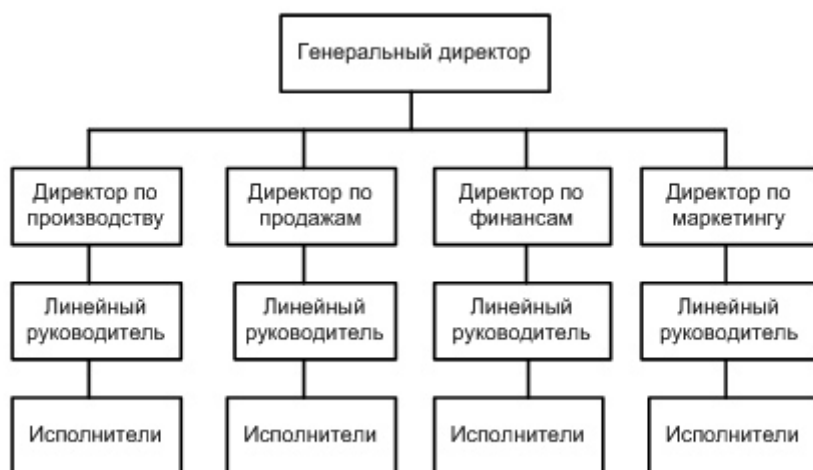 Генеральный директор
Директор по
производству
Директор по
продажам
Директор по
финансам
Директор по
маркетингу
Линейный
руководитель
Линейный
руководитель
Линейный
руководитель
Линейный
руководитель
Исполнители
Исполнители
Исполнители
Исполнители